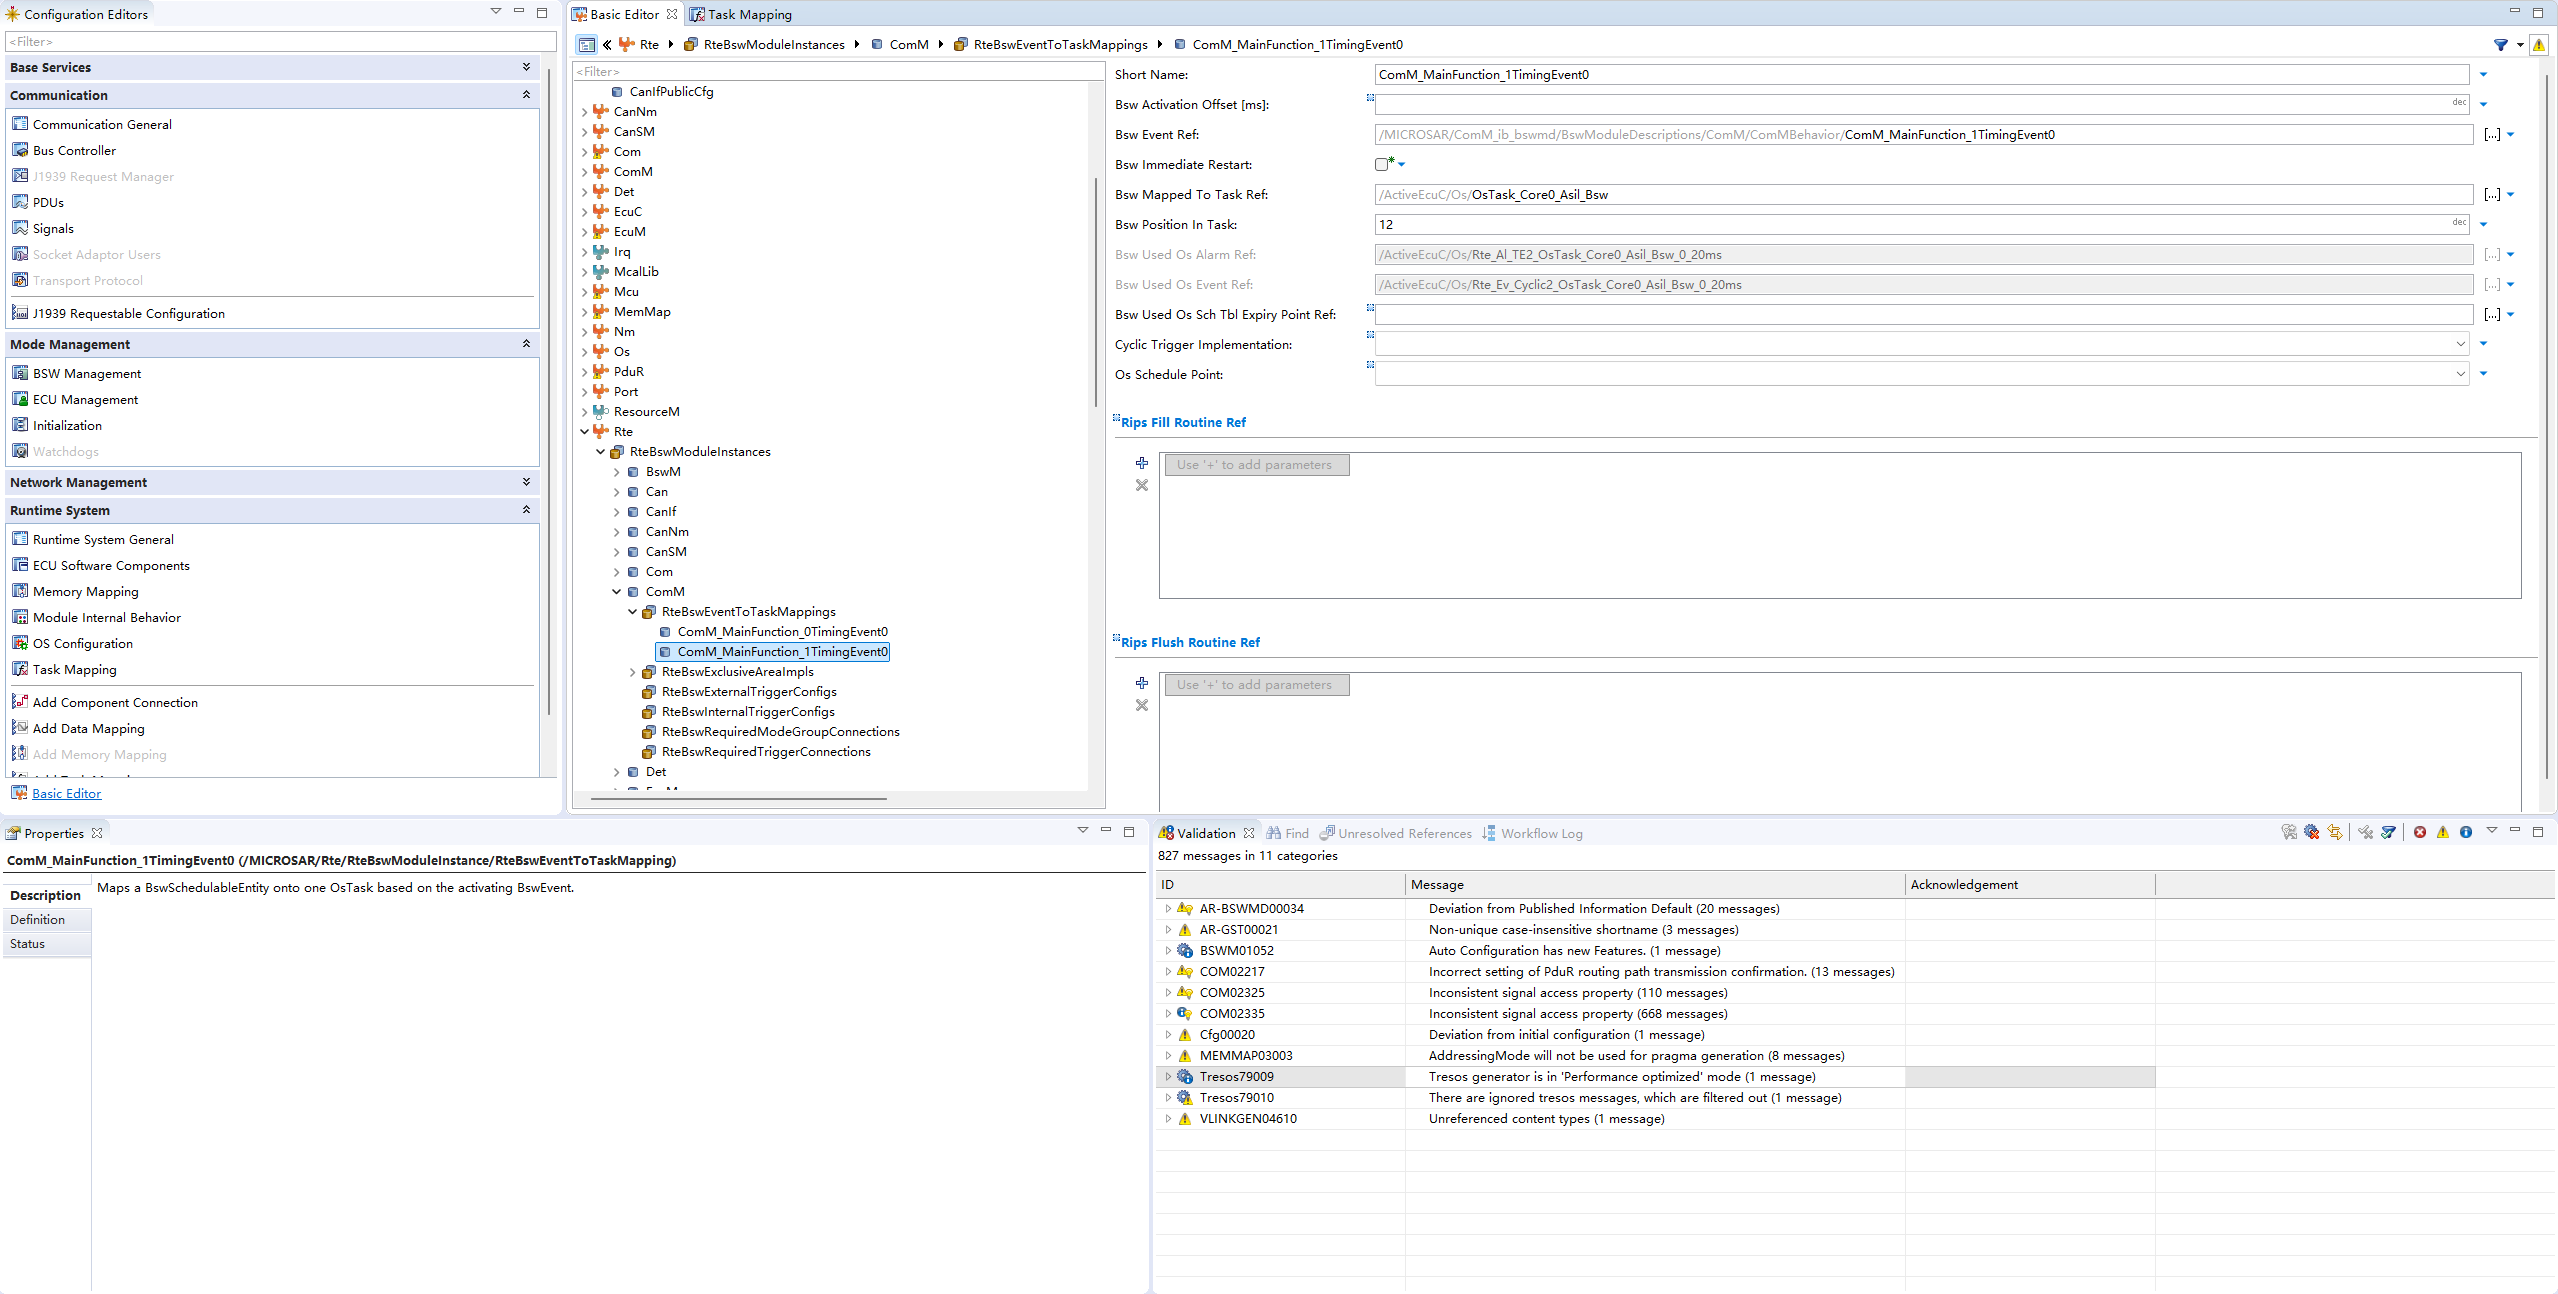 Configuration Editors
<Filter>
Base Services
Communication
Communication General
Bus Controller
J1939 Request Manager
PDUs
Signals
Socket Adaptor Users
Transport Protocol
J1939 Requestable Configuration
Mode Management
BSW Management
ECU Management
Initialization
Watchdogs
Network Management
Runtime System
Runtime System General
ECU Software Components
Memory Mapping
Module Internal Behavior
OS Configuration
Task Mapping
Add Component Connection
Add Data Mapping
Add Memory Mapping
Basic Editor
Basic Editor Task Mapping
Rte RteBswModuleInstances ComM RteBswEventToTaskMappings ComM_MainFunction_1TimingEvent0
<Filter>
CanIfPublicCfg
CanNm
CanSM
Com
ComM
Det
EcuC
EcuM
Irq
McalLib
Mcu
MemMap
Nm
Os
PduR
Port
ResourceM
Rte
RteBswModuleInstances
BswM
Can
CanIf
CanNm
CanSM
Com
ComM
RteBswEventToTaskMappings
ComM_MainFunction_0TimingEvent0
ComM_MainFunction_1TimingEvent0
RteBswExclusiveAreaImpls
RteBswExternalTriggerConfigs
RteBswInternalTriggerConfigs
RteBswRequiredModeGroupConnections
RteBswRequiredTriggerConnections
Det
Short Name: ComM_MainFunction_1TimingEvent0
Bsw Activation Offset [ms]: dec
Bsw Event Ref: /MICROSAR/ComM_ib_bswmd/BswModuleDescriptions/ComM/ComMBehavior/ComM_MainFunction_1TimingEvent0 [...]
Bsw Immediate Restart:
Bsw Mapped To Task Ref: /ActiveEcuC/Os/OsTask_Core0_Asil_Bsw [...]
Bsw Position In Task: 12 dec
Bsw Used Os Alarm Ref: /ActiveEcuC/Os/Rte_Al_TE2_OsTask_Core0_Asil_Bsw_0_20ms [...]
Bsw Used Os Event Ref: /ActiveEcuC/Os/Rte_Ev_Cyclic2_OsTask_Core0_Asil_Bsw_0_20ms [...]
Bsw Used Os Sch Tbl Expiry Point Ref: [...]
Cyclic Trigger Implementation:
Os Schedule Point:
Rips Fill Routine Ref
Use '+' to add parameters
Rips Flush Routine Ref
Use '+' to add parameters
Properties
ComM_MainFunction_1TimingEvent0 (/MICROSAR/Rte/RteBswModuleInstance/RteBswEventToTaskMapping)
Description
Definition
Status
Maps a BswSchedulableEntity onto one OsTask based on the activating BswEvent.
Validation Find Unresolved References Workflow Log
827 messages in 11 categories
ID Message Acknowledgement
AR-BSWMD00034 Deviation from Published Information Default (20 messages)
AR-GST00021 Non-unique case-insensitive shortname (3 messages)
BSWM01052 Auto Configuration has new Features. (1 message)
COM02217 Incorrect setting of PduR routing path transmission confirmation. (13 messages)
COM02325 Inconsistent signal access property (110 messages)
COM02335 Inconsistent signal access property (668 messages)
Cfg00020 Deviation from initial configuration (1 message)
MEMMAP03003 AddressingMode will not be used for pragma generation (8 messages)
Tresos79009 Tresos generator is in 'Performance optimized' mode (1 message)
Tresos79010 There are ignored tresos messages, which are filtered out (1 message)
VLINKGEN04610 Unreferenced content types (1 message)